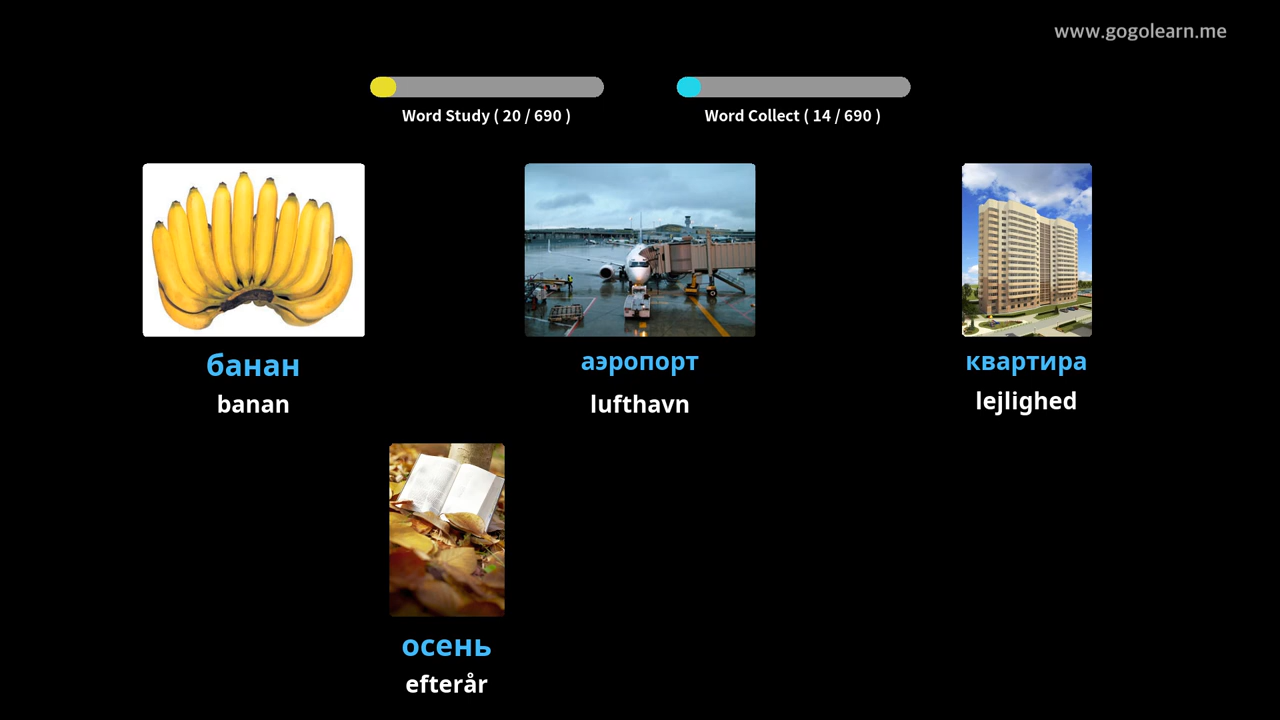 www.gogolearn.me
Word Study ( 20 / 690 )
Word Collect ( 14 / 690 )
банан
banan
аэропорт
lufthavn
квартира
lejlighed
осень
efterår